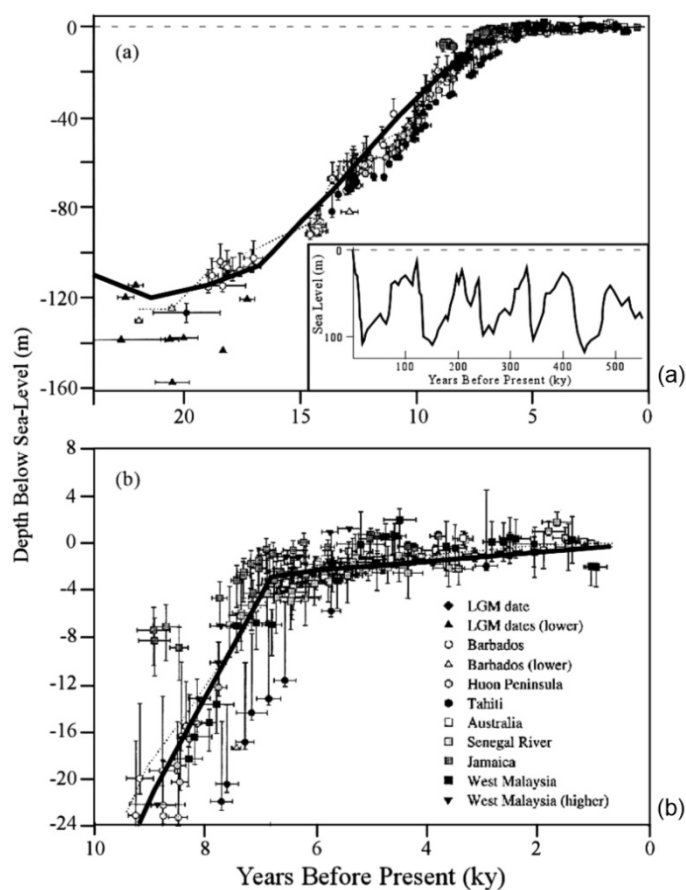 (a)
0
-40
-80
-120
-160
20
15
10
5
0
Sea Level (m)
0
100
100
200
300
400
500
Years Before Present (ky)
(a)
Depth Below Sea-Level (m)
(b)
8
4
0
-4
-8
-12
-16
-20
-24
LGM date
LGM dates (lower)
Barbados
Barbados (lower)
Huon Peninsula
Tahiti
Australia
Senegal River
Jamaica
West Malaysia
West Malaysia (higher)
(b)
10
8
6
4
2
0
Years Before Present (ky)